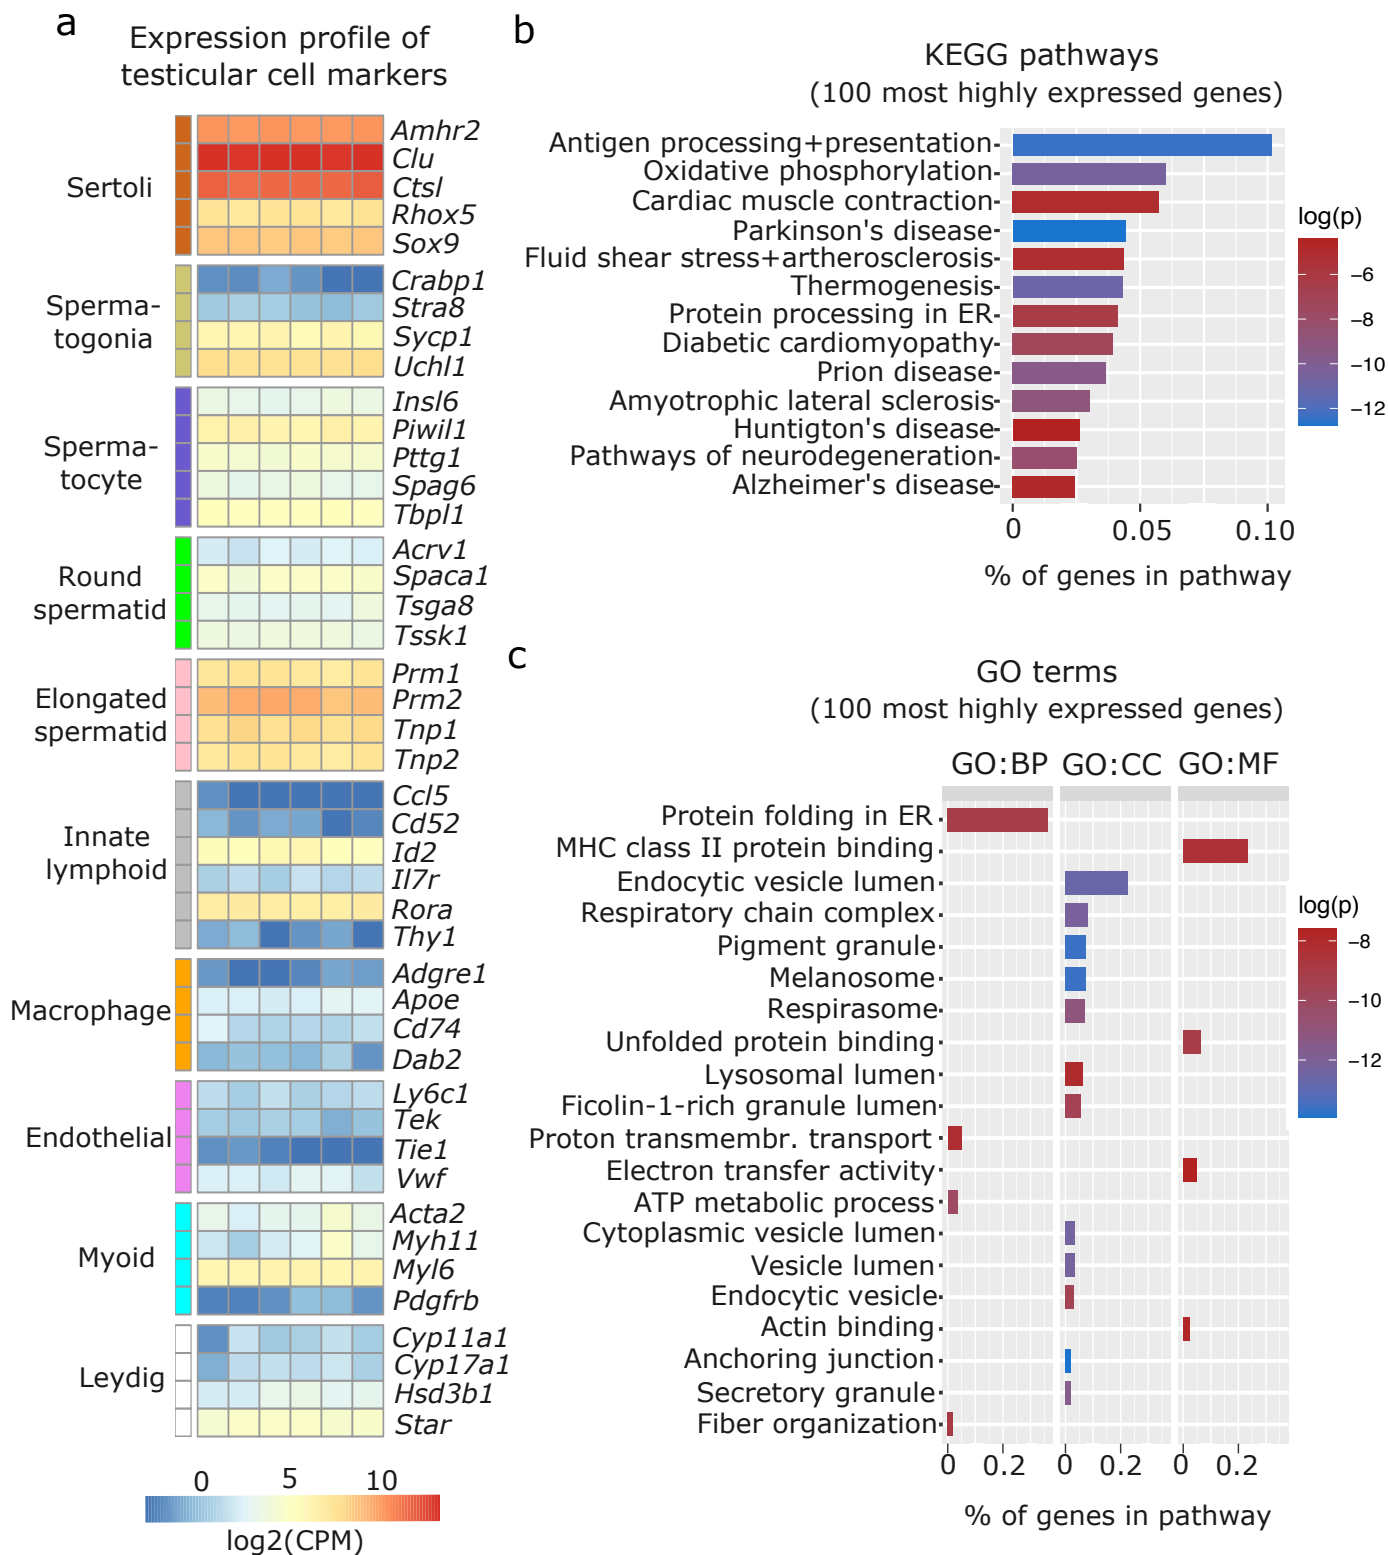 a
Expression profile of
testicular cell markers
Sertoli
Amhr2
Clu
Ctsl
Rhox5
Sox9
Sperma-
togonia
Crabp1
Stra8
Sycp1
Uchl1
Sperma-
tocyte
Insl6
Piwil1
Pttg1
Spag6
Tbpl1
Round
spermatid
Acrv1
Spaca1
Tsga8
Tssk1
Elongated
spermatid
Prm1
Prm2
Tnp1
Tnp2
Innate
lymphoid
Ccl5
Cd52
Id2
Il7r
Rora
Thy1
Macrophage
Adgre1
Apoe
Cd74
Dab2
Endothelial
Ly6c1
Tek
Tie1
Vwf
Myoid
Acta2
Myh11
Myl6
Pdgfrb
Leydig
Cyp11a1
Cyp17a1
Hsd3b1
Star
0 5 10
log2(CPM)
b
KEGG pathways
(100 most highly expressed genes)
Antigen processing+presentation
Oxidative phosphorylation
Cardiac muscle contraction
Parkinson's disease
Fluid shear stress+artherosclerosis
Thermogenesis
Protein processing in ER
Diabetic cardiomyopathy
Prion disease
Amyotrophic lateral sclerosis
Huntigton's disease
Pathways of neurodegeneration
Alzheimer's disease
0 0.05 0.10
% of genes in pathway
log(p)
−6
−8
−10
−12
c
GO terms
(100 most highly expressed genes)
GO:BP GO:CC GO:MF
Protein folding in ER
MHC class II protein binding
Endocytic vesicle lumen
Respiratory chain complex
Pigment granule
Melanosome
Respirasome
Unfolded protein binding
Lysosomal lumen
Ficolin-1-rich granule lumen
Proton transmembr. transport
Electron transfer activity
ATP metabolic process
Cytoplasmic vesicle lumen
Vesicle lumen
Endocytic vesicle
Actin binding
Anchoring junction
Secretory granule
Fiber organization
0 0.2 0 0.2 0 0.2
% of genes in pathway
log(p)
−8
−10
−12